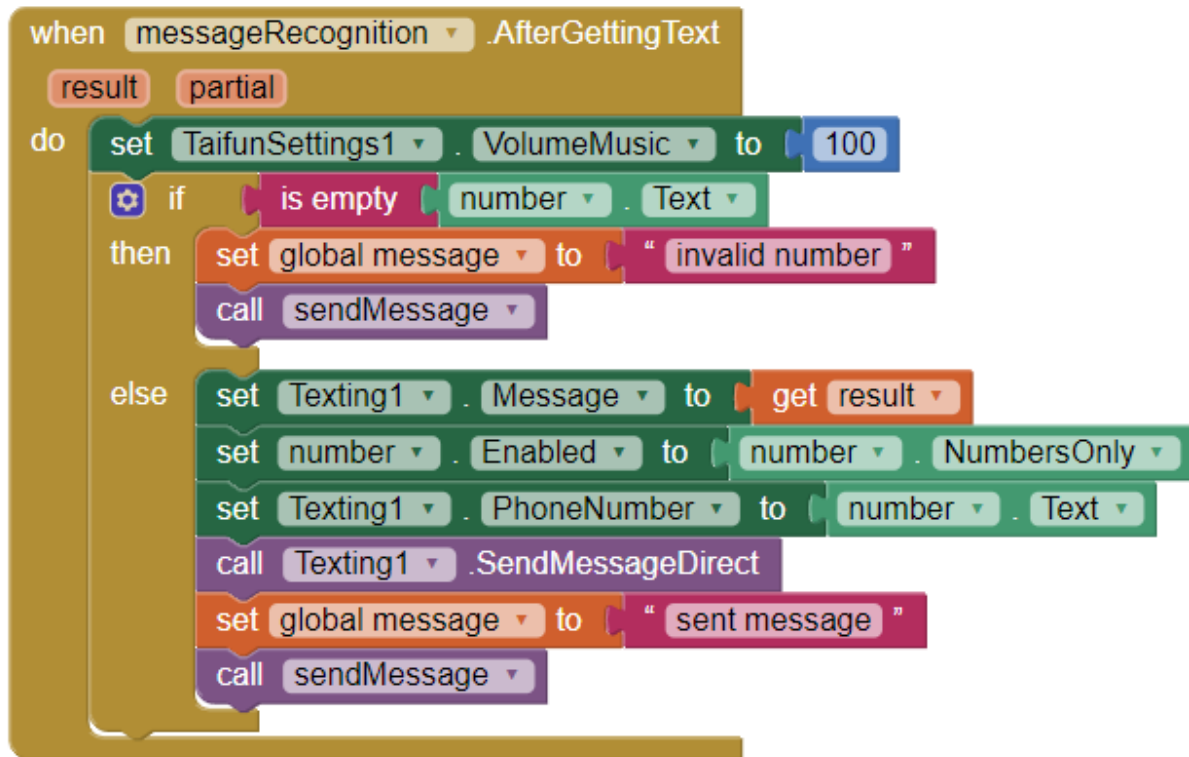 when messageRecognition .AfterGettingText
result partial
do set TaifunSettings1 . VolumeMusic to 100
if is empty number . Text
then set global message to “ invalid number ”
call sendMessage
else set Texting1 . Message to get result
set number . Enabled to number . NumbersOnly
set Texting1 . PhoneNumber to number . Text
call Texting1 .SendMessageDirect
set global message to “ sent message ”
call sendMessage